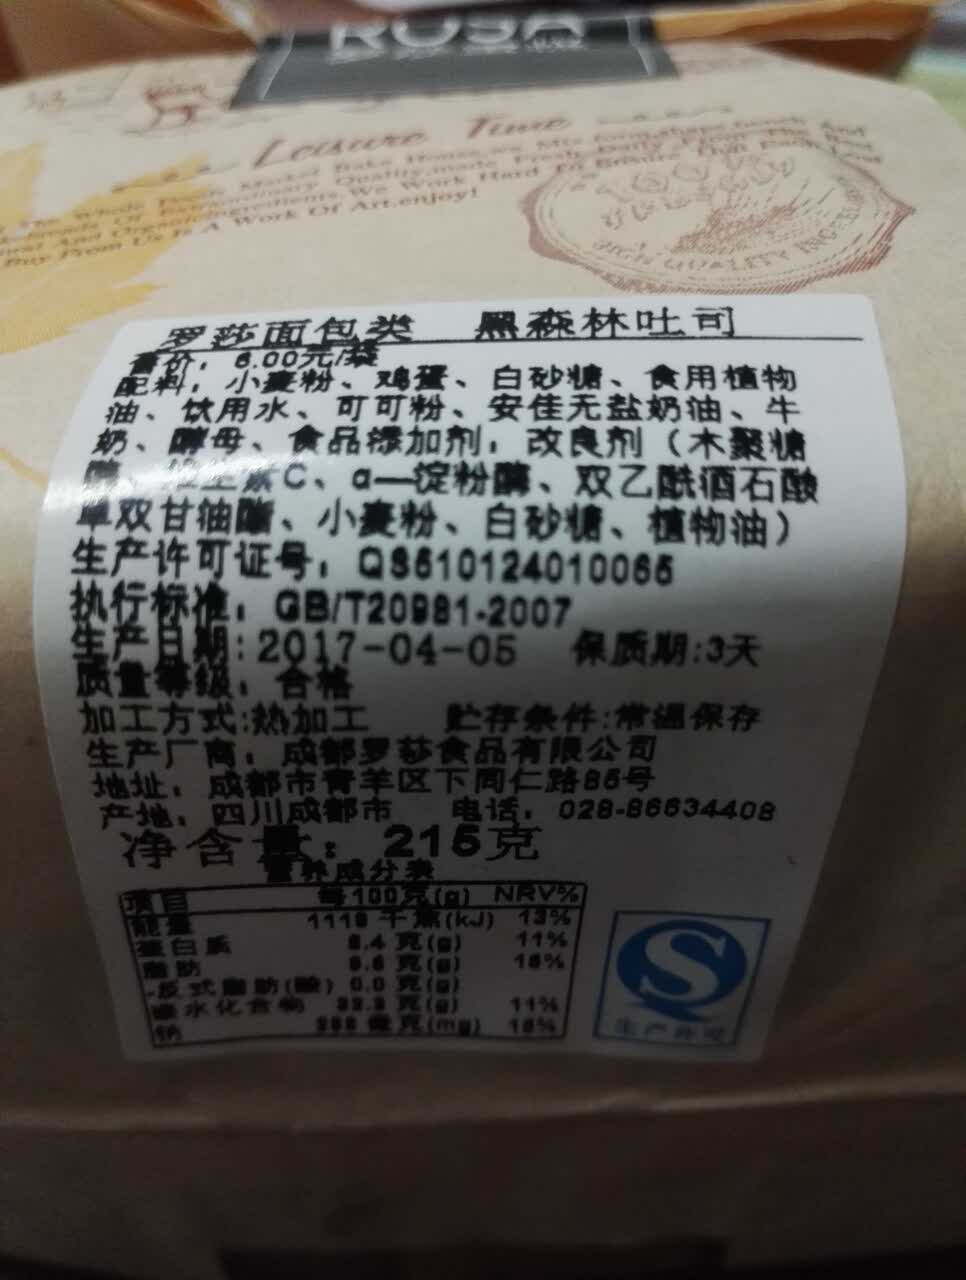 ROSA
Leisure Time
Work Of Art.enjoy!
罗莎面包类 黑森林吐司
售价：6.00元/袋
配料：小麦粉、鸡蛋、白砂糖、食用植物
油、饮用水、可可粉、安佳无盐奶油、牛
奶、酵母、食品添加剂：改良剂（木聚糖
酶、维生素C、α—淀粉酶、双乙酰酒石酸
单双甘油酯、小麦粉、白砂糖、植物油）
生产许可证号：QS510124010065
执行标准：GB/T20981-2007
生产日期:2017-04-05 保质期:3天
质量等级：合格
加工方式:热加工 贮存条件:常温保存
生产厂商：成都罗莎食品有限公司
地址：成都市青羊区下同仁路86号
产地：四川成都市 电话：028-86634408
净含量：215克
营养成分表
项目 每100克(g) NRV%
能量 1118 千焦(kJ) 13%
蛋白质 克(g) 11%
脂肪 克(g)
-反式脂肪(酸) 0.0 克(g)
碳水化合物 克(g) 11%
钠 毫克(mg)
生产许可